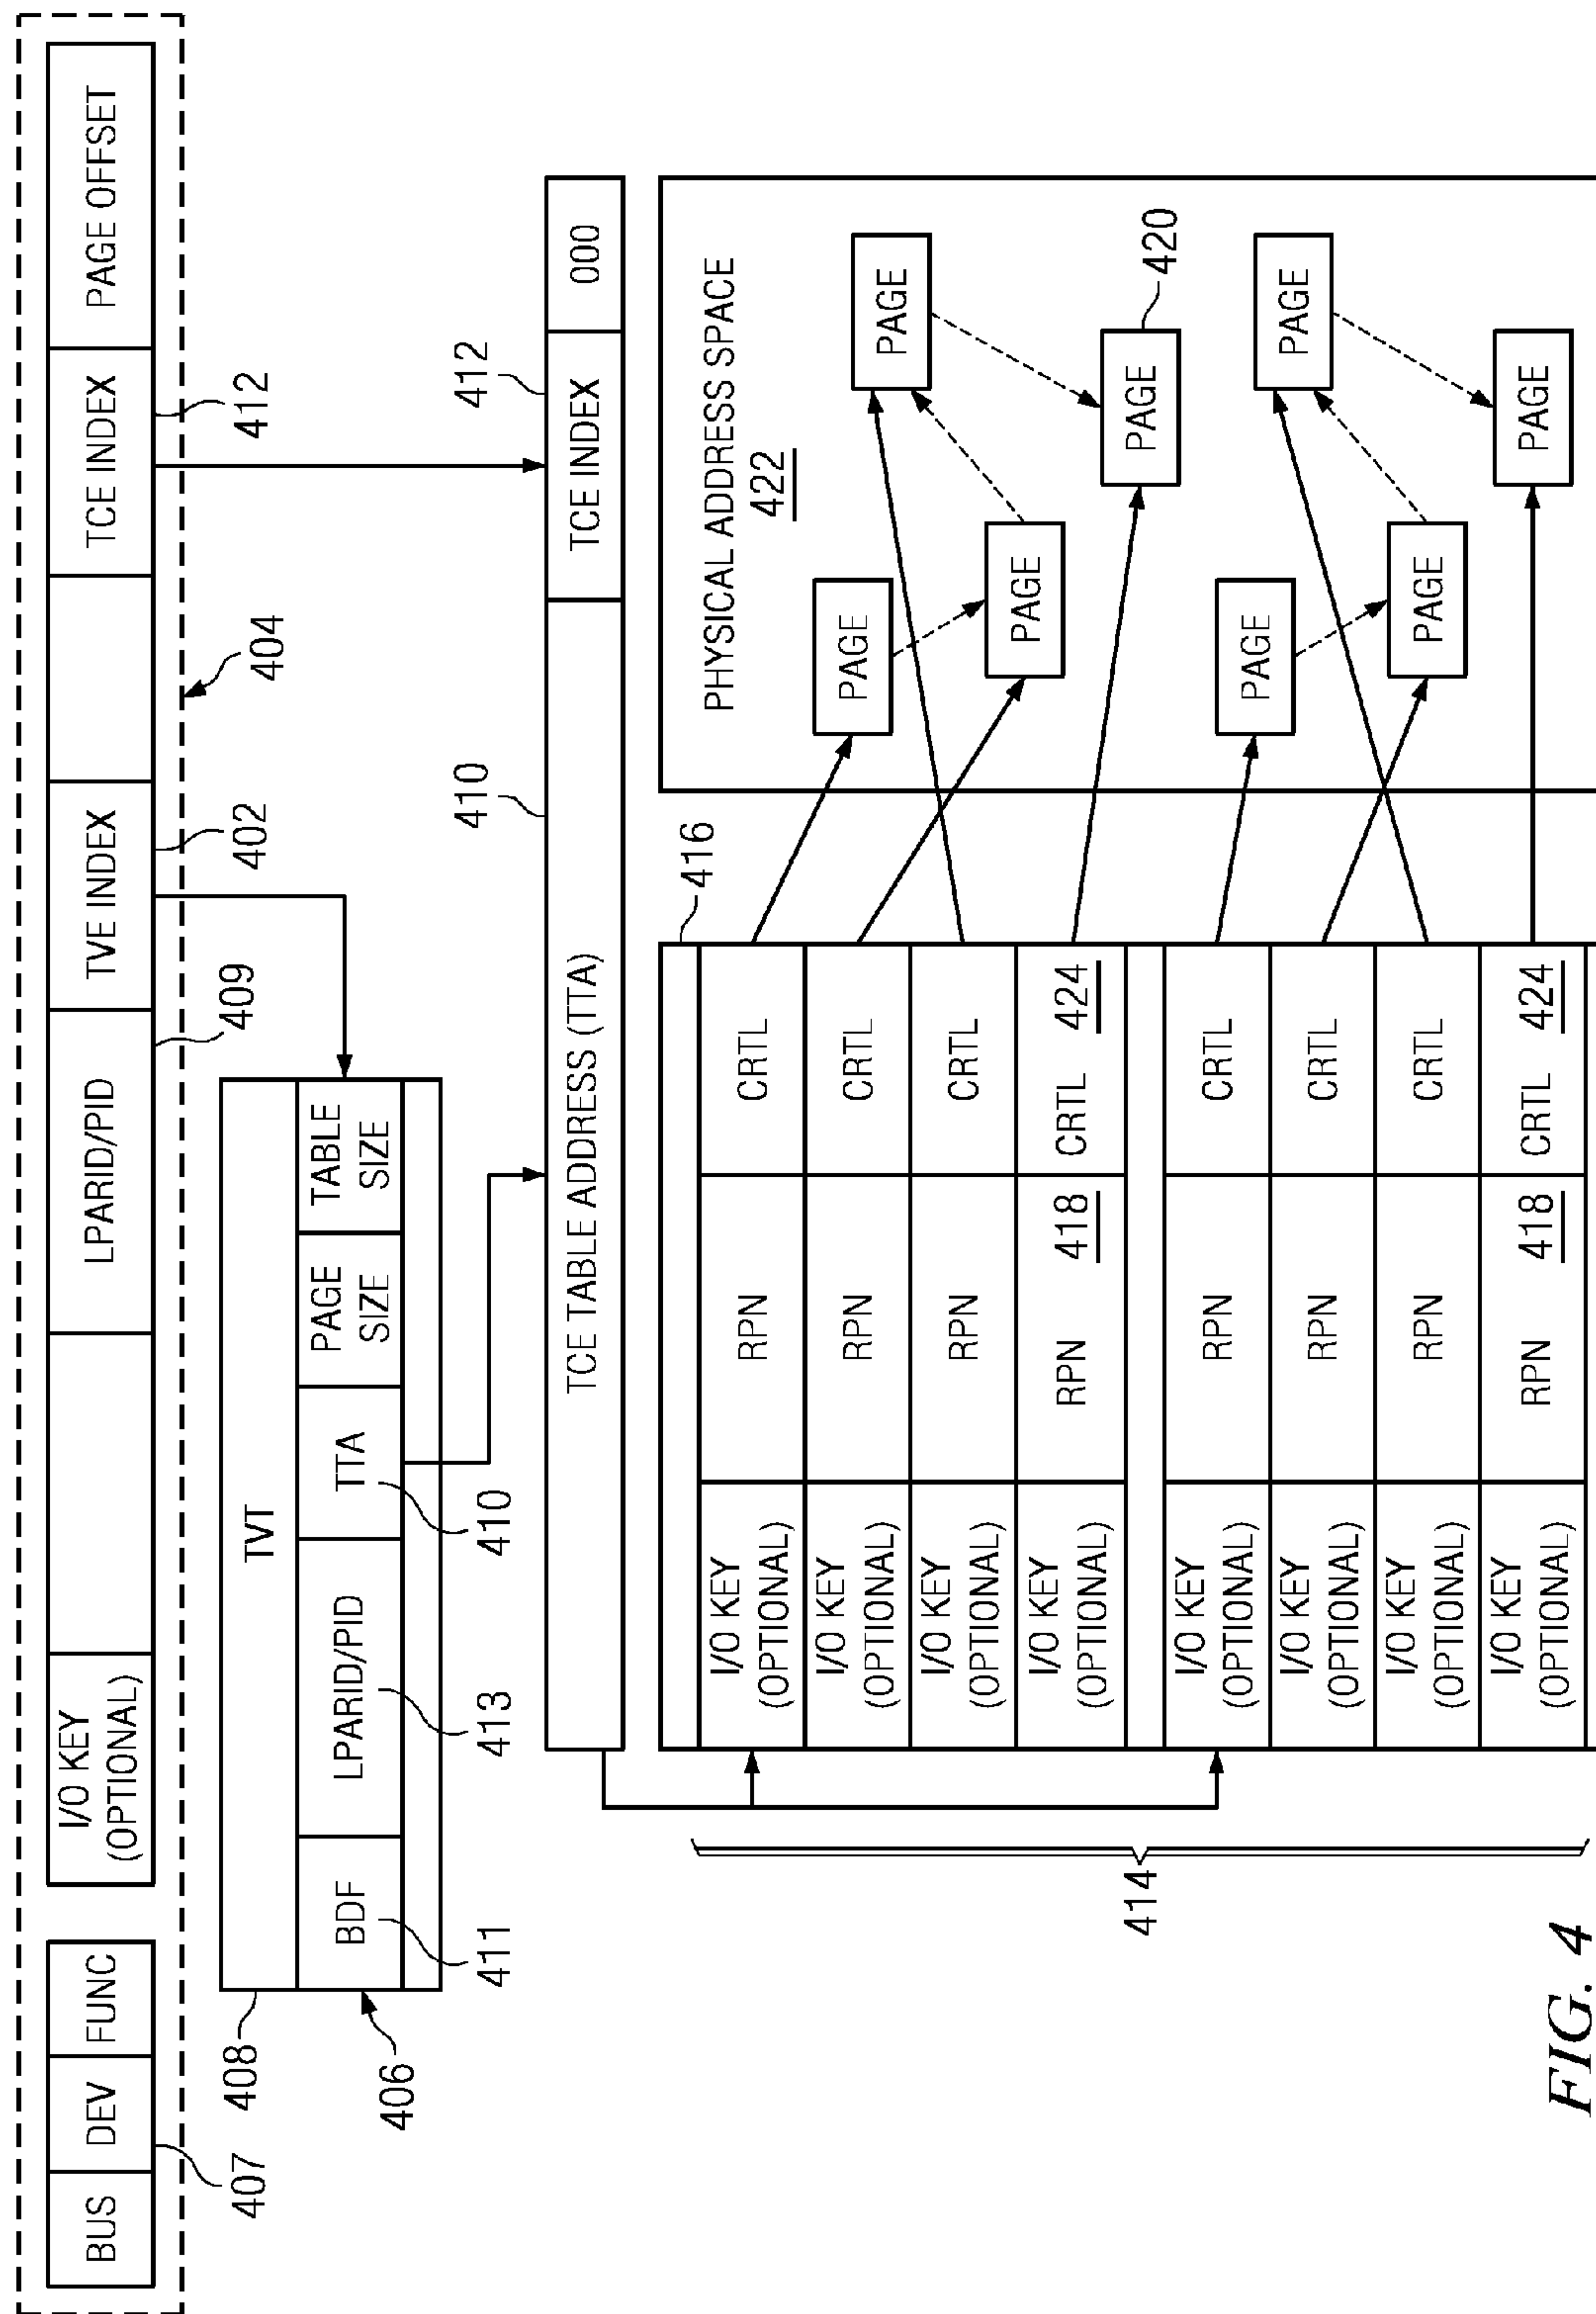 BUS DEV FUNC I/O KEY LPARID/PID TVE INDEX TCE INDEX PAGE OFFSET
(OPTIONAL)
407 409 402 404 412
408 TVT
406 BDF LPARID/PID TTA PAGE TABLE
SIZE SIZE
411 413 410
410 412
TCE TABLE ADDRESS (TTA) TCE INDEX 000
416
PHYSICAL ADDRESS SPACE
422
I/O KEY RPN CRTL
(OPTIONAL)
PAGE PAGE
I/O KEY RPN CRTL
(OPTIONAL)
I/O KEY RPN CRTL
(OPTIONAL)
PAGE
I/O KEY RPN 418 CRTL 424
(OPTIONAL)
PAGE 420
414
I/O KEY RPN CRTL
(OPTIONAL)
PAGE PAGE
I/O KEY RPN CRTL
(OPTIONAL)
I/O KEY RPN CRTL
(OPTIONAL)
PAGE
I/O KEY RPN 418 CRTL 424
(OPTIONAL)
PAGE
FIG. 4